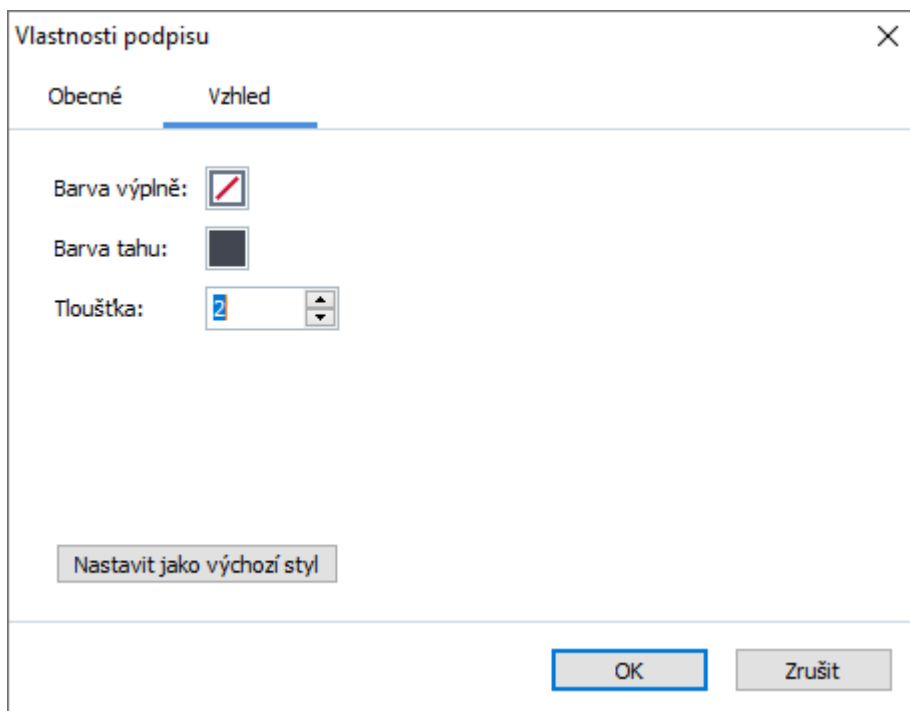 Vlastnosti podpisu
Obecné Vzhled
Barva výplně:
Barva tahu:
Tloušťka: 2
Nastavit jako výchozí styl
OK Zrušit